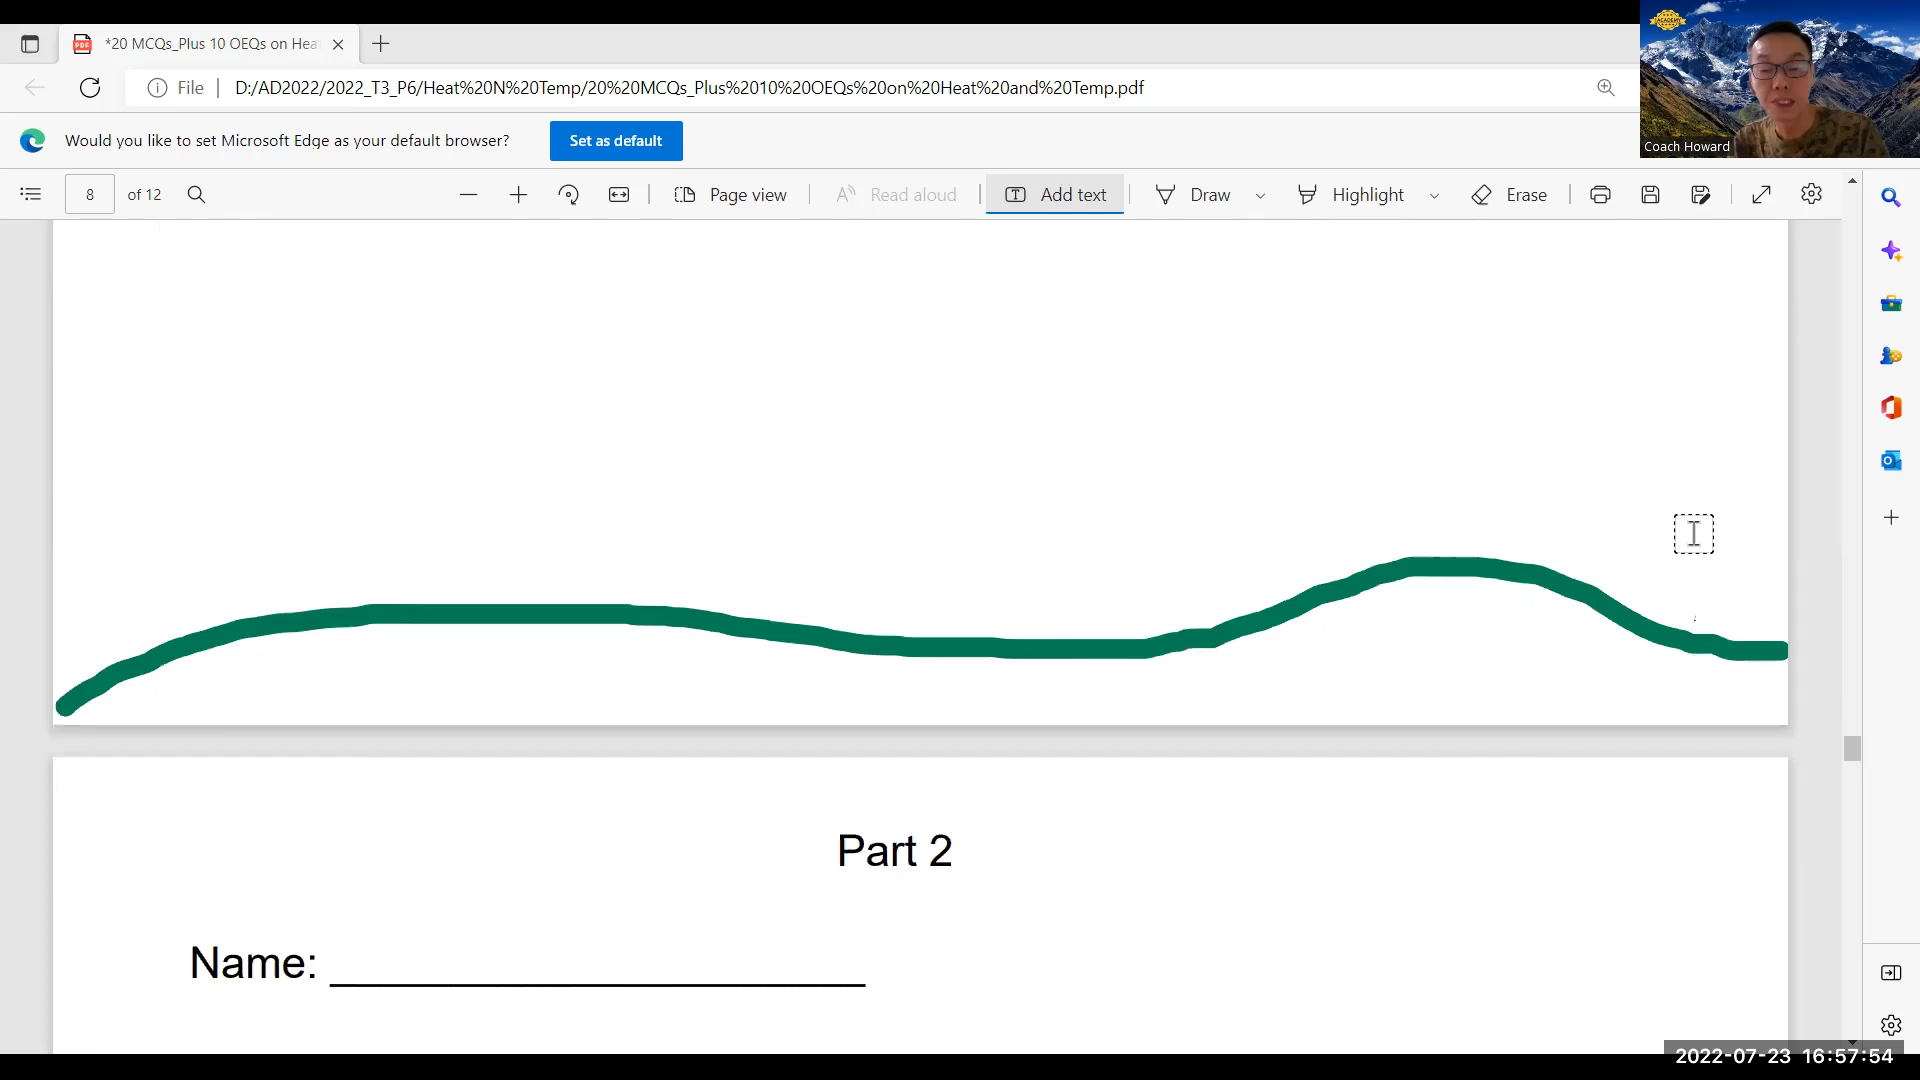 *20 MCQs_Plus 10 OEQs on Hea
File
D:/AD2022/2022_T3_P6/Heat%20N%20Temp/20%20MCQs_Plus%2010%20OEQs%20on%20Heat%20and%20Temp.pdf
Would you like to set Microsoft Edge as your default browser?
Set as default
ACADEMY
Coach Howard
8
of 12
Page view
Read aloud
Add text
Draw
Highlight
Erase
Part 2
Name: ______________________
2022-07-23 16:57:54